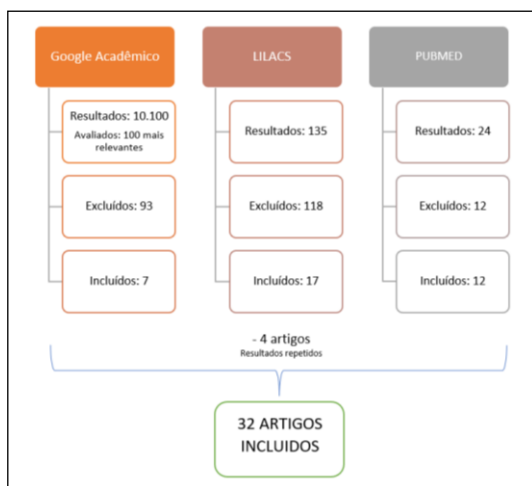 Google Acadêmico
LILACS
PUBMED
Resultados: 10.100
Avaliados: 100 mais
relevantes
Resultados: 135
Resultados: 24
Excluídos: 93
Excluídos: 118
Excluídos: 12
Incluídos: 7
Incluídos: 17
Incluídos: 12
- 4 artigos
Resultados repetidos
32 ARTIGOS
INCLUIDOS